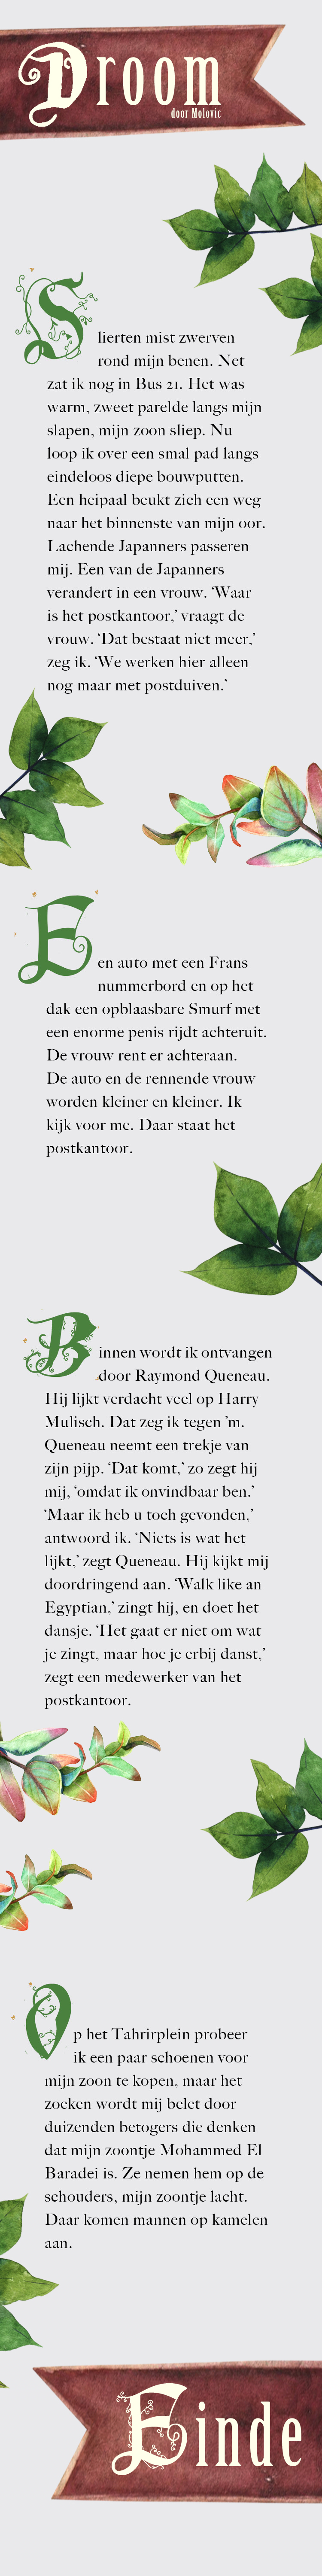 Droom
door Molovic
Slierten mist zwerven
rond mijn benen. Net
zat ik nog in Bus 21. Het was
warm, zweet parelde langs mijn
slapen, mijn zoon sliep. Nu
loop ik over een smal pad langs
eindeloos diepe bouwputten.
Een heipaal beukt zich een weg
naar het binnenste van mijn oor.
Lachende Japanners passeren
mij. Een van de Japanners
verandert in een vrouw. ‘Waar
is het postkantoor,’ vraagt de
vrouw. ‘Dat bestaat niet meer,’
zeg ik. ‘We werken hier alleen
nog maar met postduiven.’
Een auto met een Frans
nummerbord en op het
dak een opblaasbare Smurf met
een enorme penis rijdt achteruit.
De vrouw rent er achteraan.
De auto en de rennende vrouw
worden kleiner en kleiner. Ik
kijk voor me. Daar staat het
postkantoor.
Binnen wordt ik ontvangen
door Raymond Queneau.
Hij lijkt verdacht veel op Harry
Mulisch. Dat zeg ik tegen ’m.
Queneau neemt een trekje van
zijn pijp. ‘Dat komt,’ zo zegt hij
mij, ‘omdat ik onvindbaar ben.’
‘Maar ik heb u toch gevonden,’
antwoord ik. ‘Niets is wat het
lijkt,’ zegt Queneau. Hij kijkt mij
doordringend aan. ‘Walk like an
Egyptian,’ zingt hij, en doet het
dansje. ‘Het gaat er niet om wat
je zingt, maar hoe je erbij danst,’
zegt een medewerker van het
postkantoor.
Op het Tahrirplein probeer
ik een paar schoenen voor
mijn zoon te kopen, maar het
zoeken wordt mij belet door
duizenden betogers die denken
dat mijn zoontje Mohammed El
Baradei is. Ze nemen hem op de
schouders, mijn zoontje lacht.
Daar komen mannen op kamelen
aan.
Einde